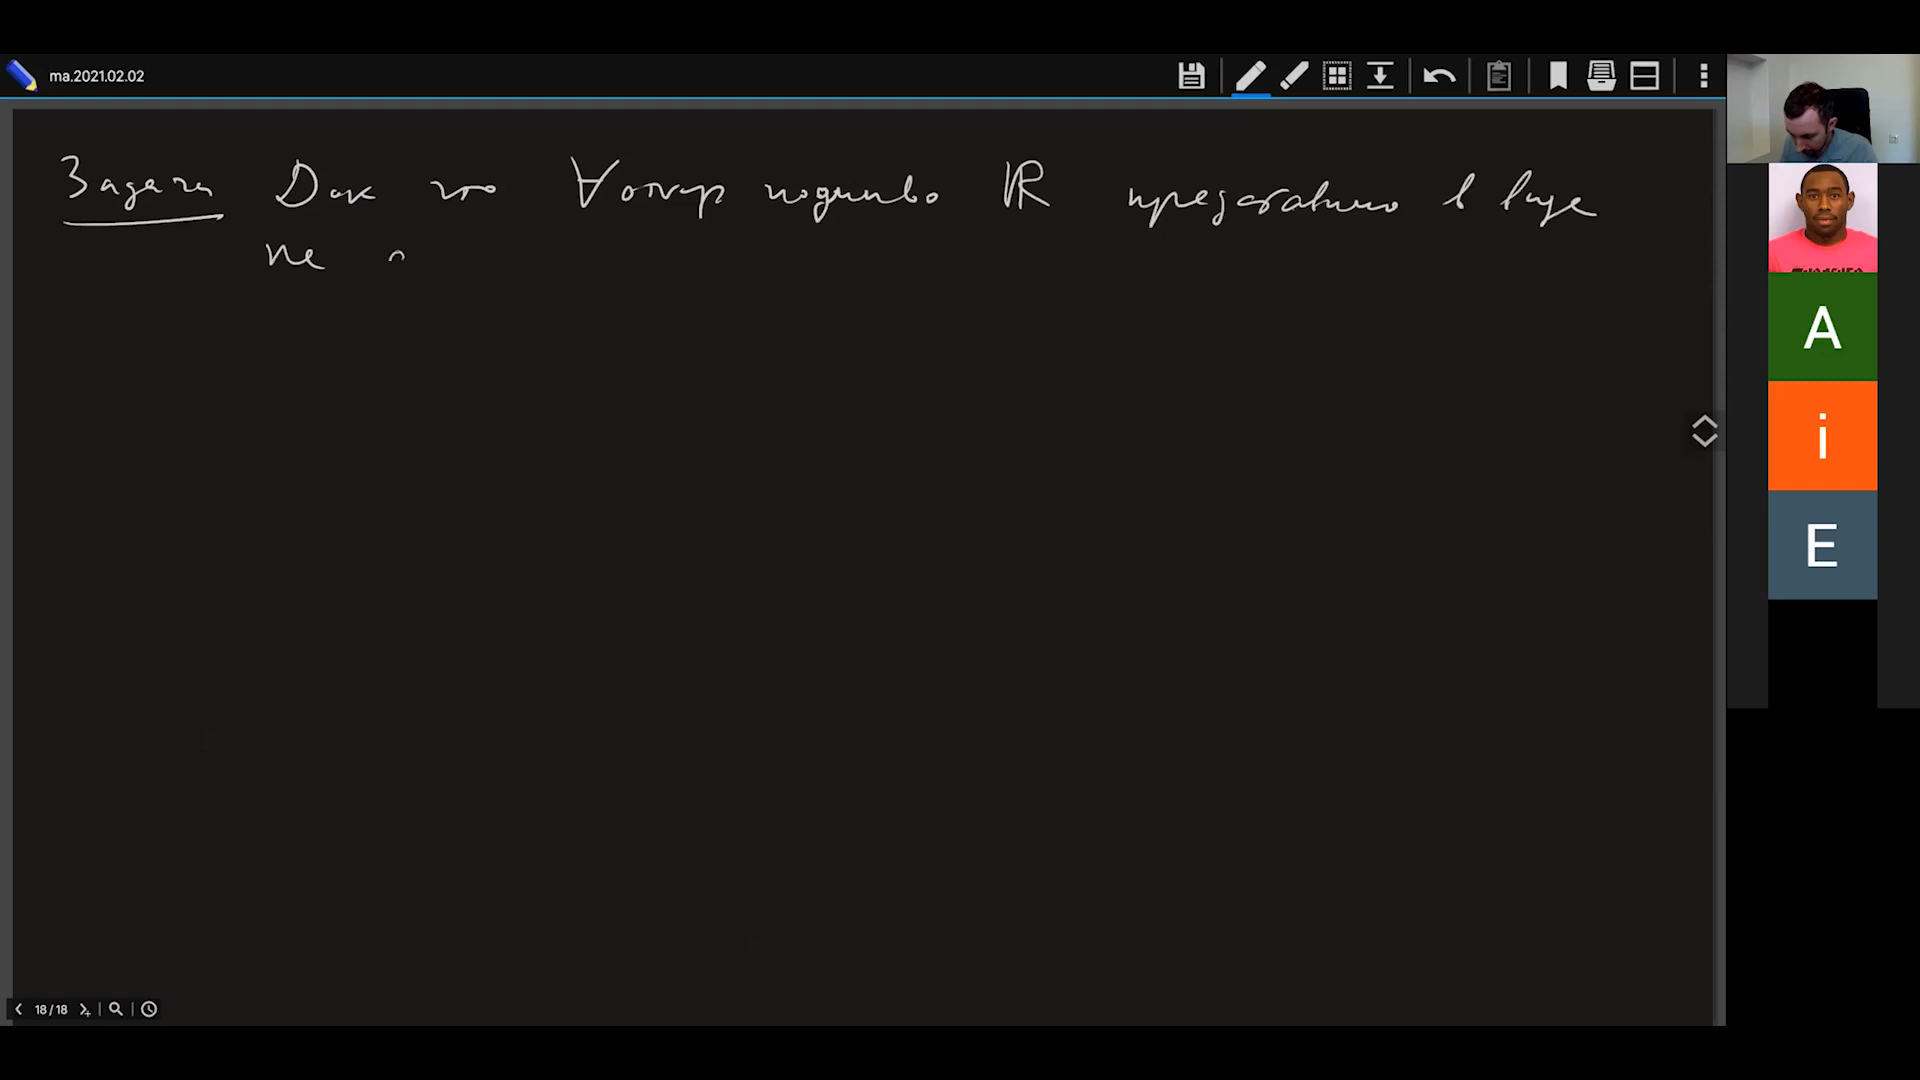 ma.2021.02.02
Задача Док что ∀ откр подмн-во ℝ представимо в виде
не
18/18
A
i
E